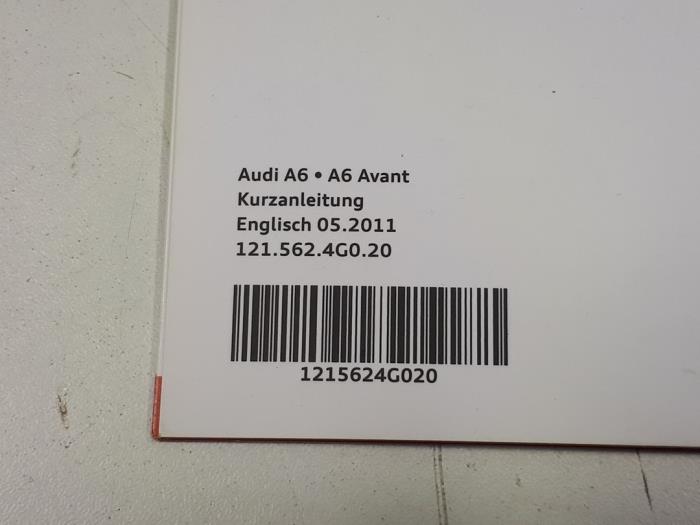 Audi A6 • A6 Avant
Kurzanleitung
Englisch 05.2011
121.562.4G0.20
1215624G020